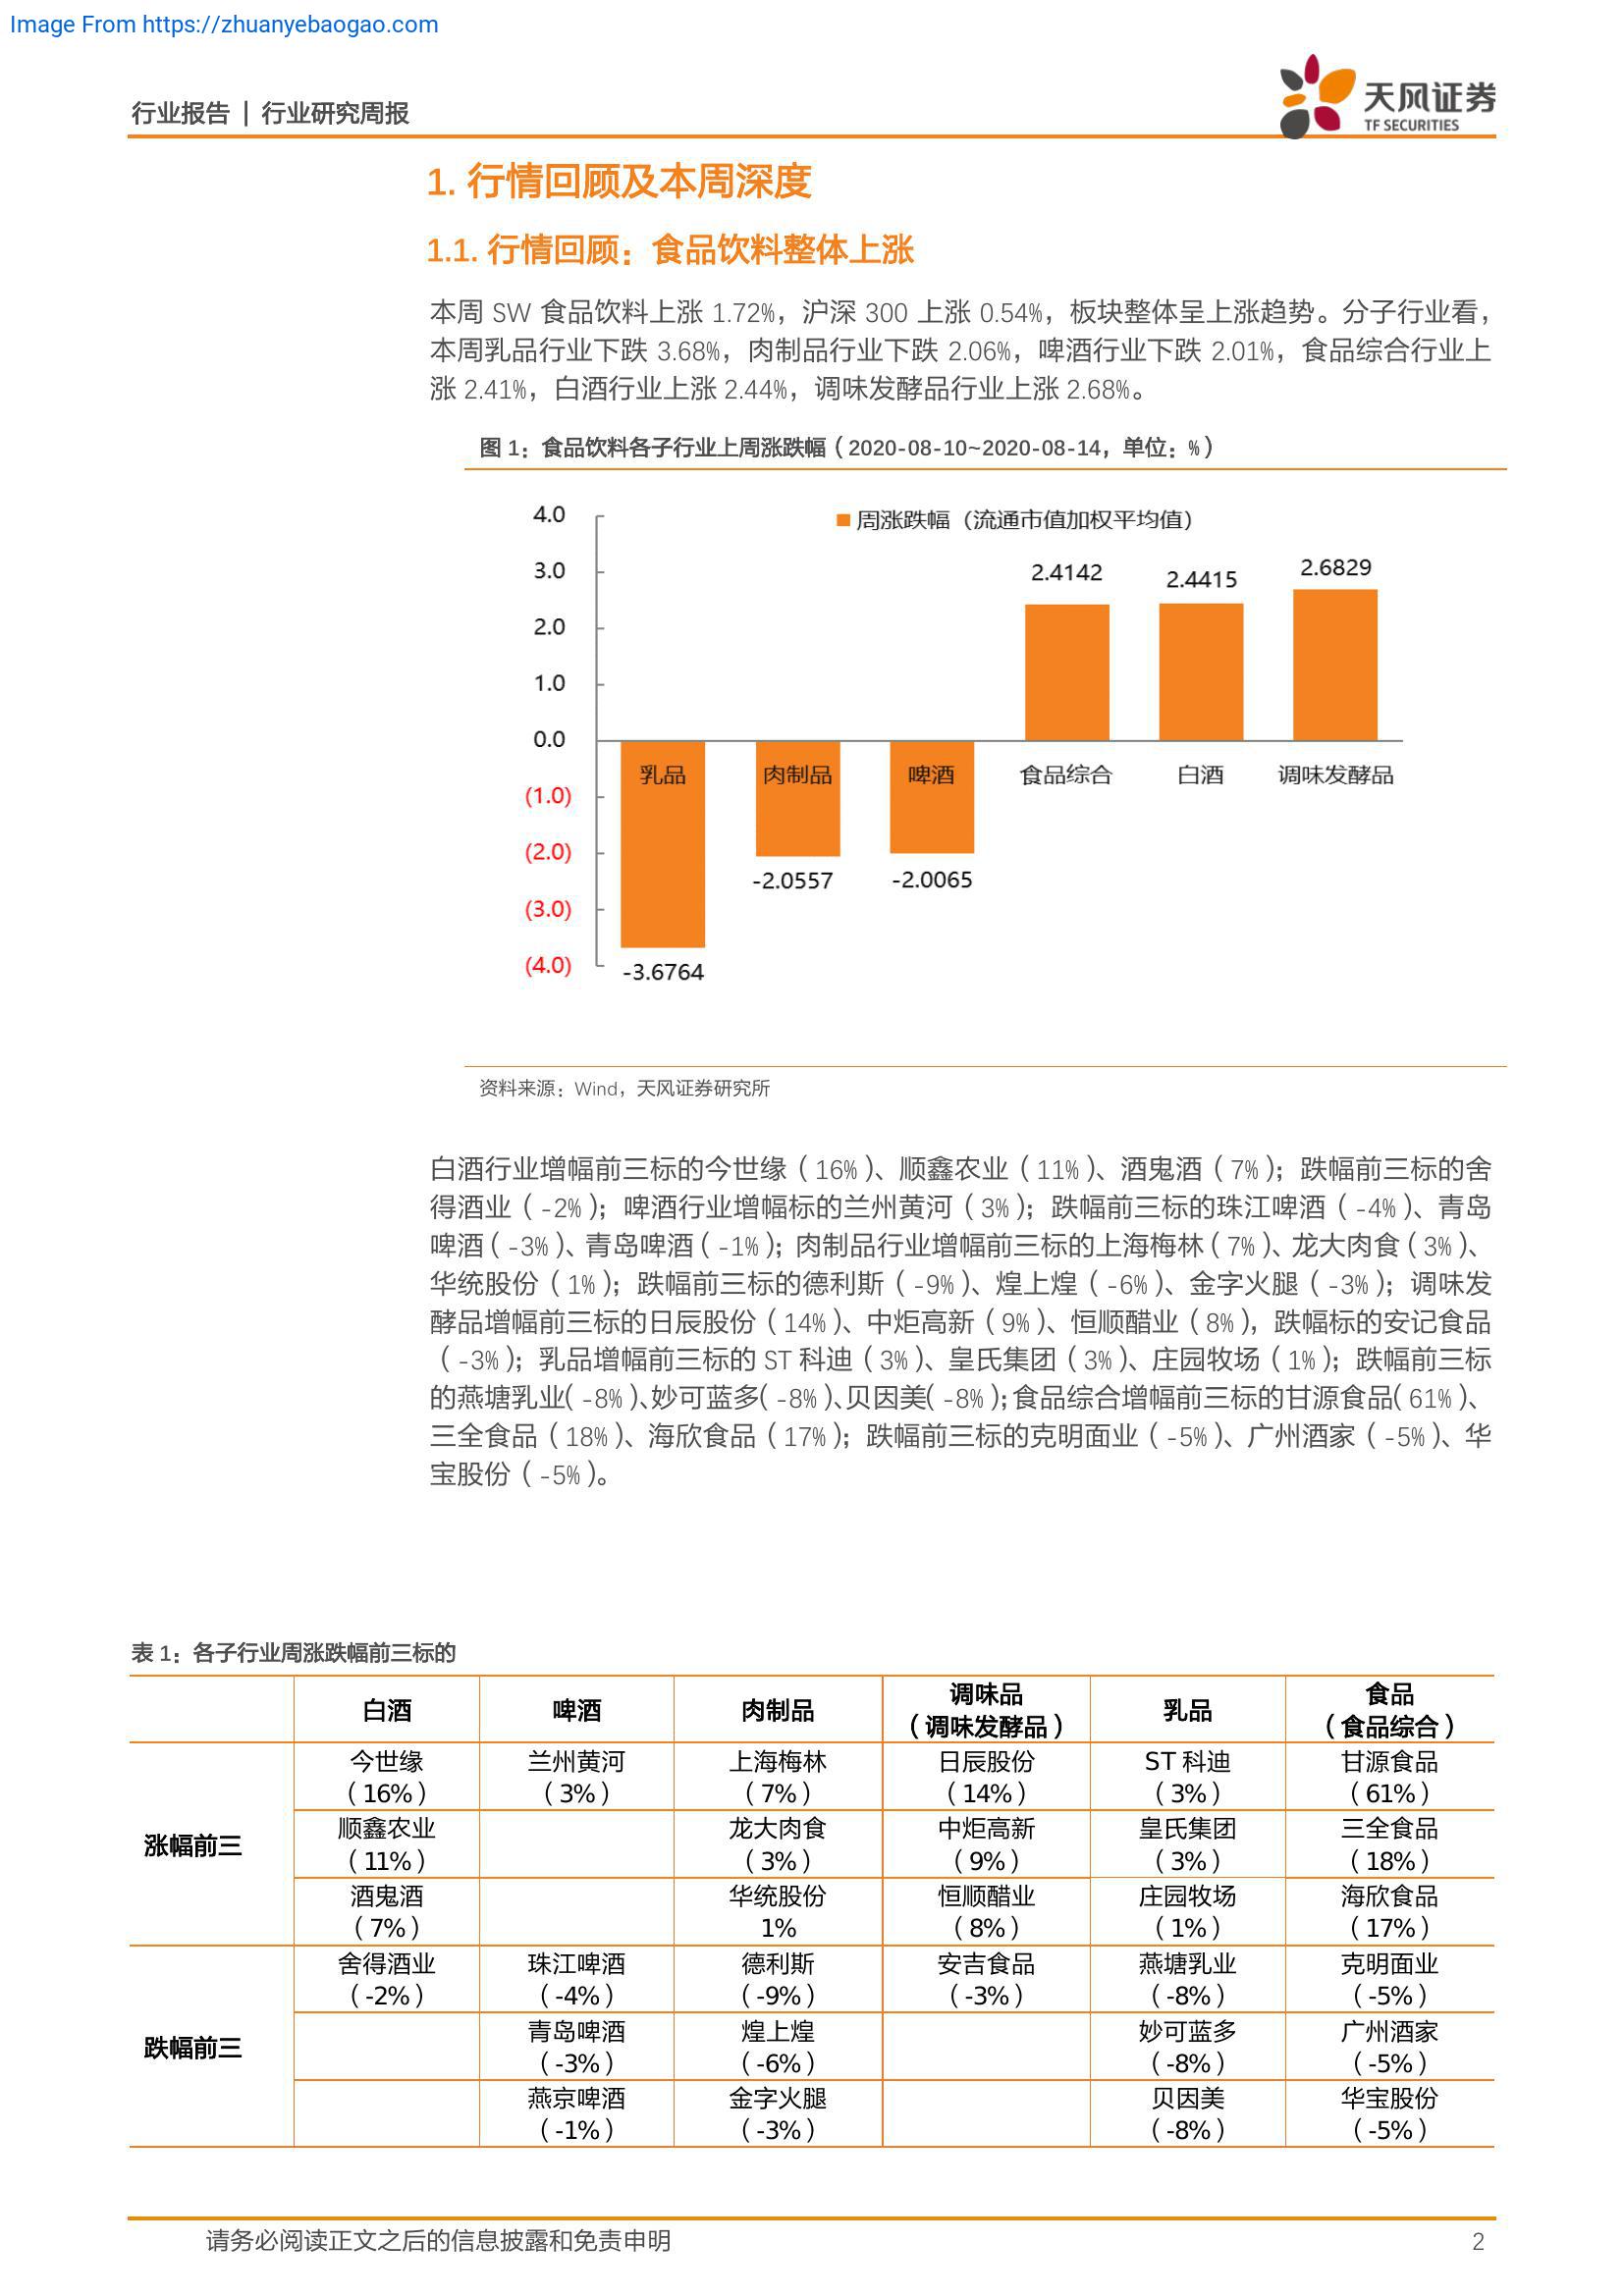 Image From https://zhuanyebaogao.com
行业报告 | 行业研究周报
天风证券
TF SECURITIES
1. 行情回顾及本周深度
1.1. 行情回顾：食品饮料整体上涨
本周 SW 食品饮料上涨 1.72%，沪深 300 上涨 0.54%，板块整体呈上涨趋势。分子行业看，
本周乳品行业下跌 3.68%，肉制品行业下跌 2.06%，啤酒行业下跌 2.01%，食品综合行业上
涨 2.41%，白酒行业上涨 2.44%，调味发酵品行业上涨 2.68%。
图 1：食品饮料各子行业上周涨跌幅（2020-08-10~2020-08-14，单位：%）
周涨跌幅（流通市值加权平均值）
4.0
3.0
2.0
1.0
0.0
(1.0)
(2.0)
(3.0)
(4.0)
2.4142 2.4415 2.6829
乳品 肉制品 啤酒 食品综合 白酒 调味发酵品
-2.0557 -2.0065
-3.6764
资料来源：Wind，天风证券研究所
白酒行业增幅前三标的今世缘（16%）、顺鑫农业（11%）、酒鬼酒（7%）；跌幅前三标的舍
得酒业（-2%）；啤酒行业增幅标的兰州黄河（3%）；跌幅前三标的珠江啤酒（-4%）、青岛
啤酒（-3%）、青岛啤酒（-1%）；肉制品行业增幅前三标的上海梅林（7%）、龙大肉食（3%）、
华统股份（1%）；跌幅前三标的德利斯（-9%）、煌上煌（-6%）、金字火腿（-3%）；调味发
酵品增幅前三标的日辰股份（14%）、中炬高新（9%）、恒顺醋业（8%），跌幅标的安记食品
（-3%）；乳品增幅前三标的 ST 科迪（3%）、皇氏集团（3%）、庄园牧场（1%）；跌幅前三标
的燕塘乳业（-8%）、妙可蓝多（-8%）、贝因美（-8%）；食品综合增幅前三标的甘源食品（61%）、
三全食品（18%）、海欣食品（17%）；跌幅前三标的克明面业（-5%）、广州酒家（-5%）、华
宝股份（-5%）。
表 1：各子行业周涨跌幅前三标的
白酒 啤酒 肉制品 调味品 乳品 食品
（调味发酵品） （食品综合）
涨幅前三
今世缘 兰州黄河 上海梅林 日辰股份 ST 科迪 甘源食品
（16%） （3%） （7%） （14%） （3%） （61%）
顺鑫农业 龙大肉食 中炬高新 皇氏集团 三全食品
（11%） （3%） （9%） （3%） （18%）
酒鬼酒 华统股份 恒顺醋业 庄园牧场 海欣食品
（7%） 1% （8%） （1%） （17%）
跌幅前三
舍得酒业 珠江啤酒 德利斯 安吉食品 燕塘乳业 克明面业
（-2%） （-4%） （-9%） （-3%） （-8%） （-5%）
青岛啤酒 煌上煌 妙可蓝多 广州酒家
（-3%） （-6%） （-8%） （-5%）
燕京啤酒 金字火腿 贝因美 华宝股份
（-1%） （-3%） （-8%） （-5%）
请务必阅读正文之后的信息披露和免责申明 2